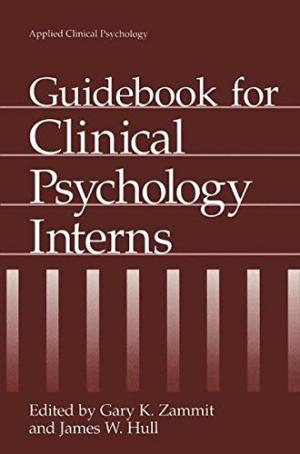 Applied Clinical Psychology
Guidebook for
Clinical
Psychology
Interns
Edited by Gary K. Zammit
and James W. Hull